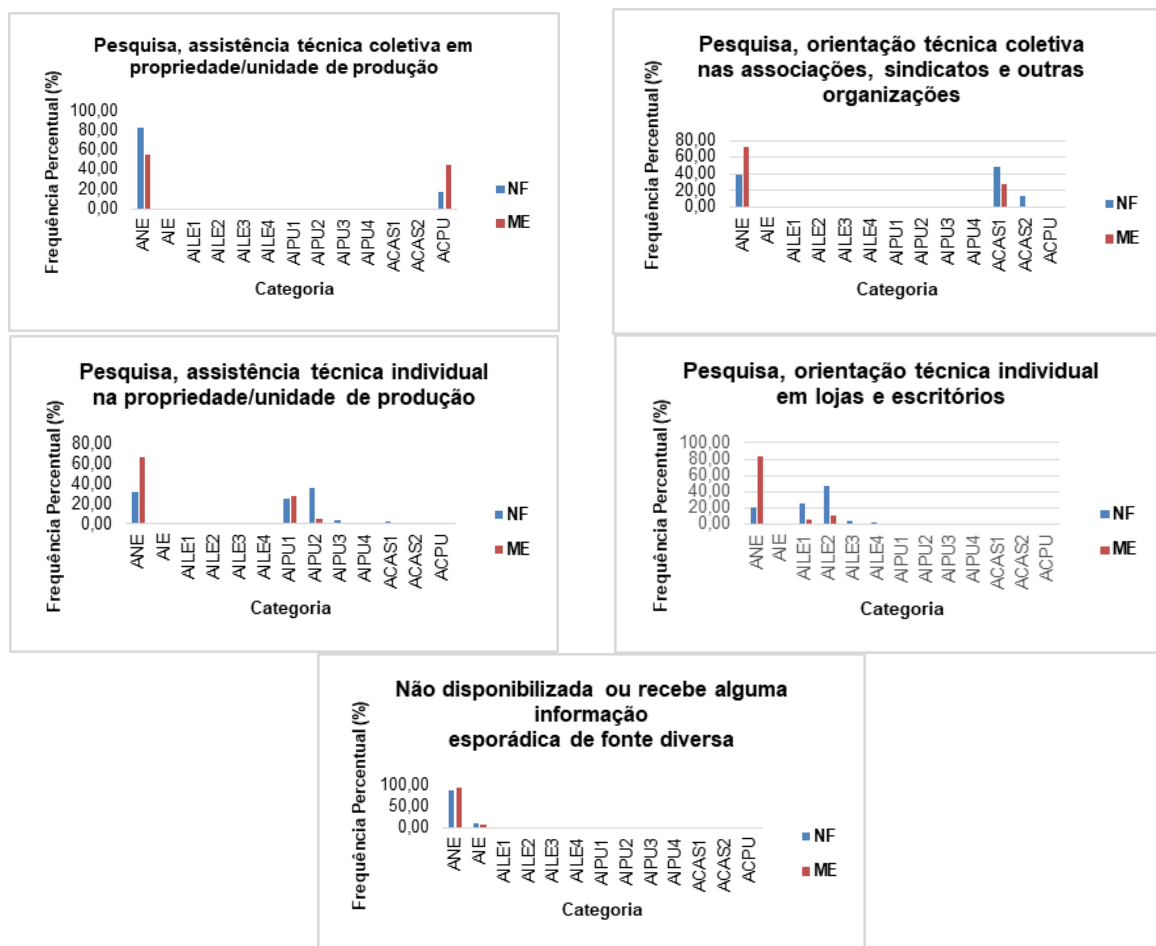 Pesquisa, assistência técnica coletiva em
propriedade/unidade de produção
Frequência Percentual (%)
100,00
80,00
60,00
40,00
20,00
0,00
ANE
AIE
AILE1
AILE2
AILE3
AILE4
AIPU1
AIPU2
AIPU3
AIPU4
ACAS1
ACAS2
ACPU
Categoria
NF
ME
Pesquisa, orientação técnica coletiva
nas associações, sindicatos e outras
organizações
Frequência Percentual (%)
80,00
60,00
40,00
20,00
0,00
ANE
AIE
AILE1
AILE2
AILE3
AILE4
AIPU1
AIPU2
AIPU3
AIPU4
ACAS1
ACAS2
ACPU
Categoria
NF
ME
Pesquisa, assistência técnica individual
na propriedade/unidade de produção
Frequência Percentual (%)
80,00
60,00
40,00
20,00
0,00
ANE
AIE
AILE1
AILE2
AILE3
AILE4
AIPU1
AIPU2
AIPU3
AIPU4
ACAS1
ACAS2
ACPU
Categoria
NF
ME
Pesquisa, orientação técnica individual
em lojas e escritórios
Frequência Percentual (%)
100,00
80,00
60,00
40,00
20,00
0,00
ANE
AIE
AILE1
AILE2
AILE3
AILE4
AIPU1
AIPU2
AIPU3
AIPU4
ACAS1
ACAS2
ACPU
Categoria
NF
ME
Não disponibilizada ou recebe alguma
informação
esporádica de fonte diversa
Frequência Percentual (%)
100,00
50,00
0,00
ANE
AIE
AILE1
AILE2
AILE3
AILE4
AIPU1
AIPU2
AIPU3
AIPU4
ACAS1
ACAS2
ACPU
Categoria
NF
ME